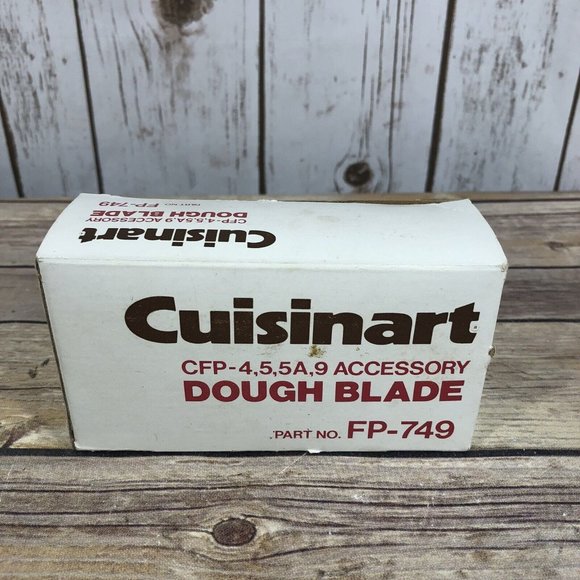 Cuisinart
CFP-4,5,5A,9 ACCESSORY
DOUGH BLADE
PART NO. FP-749
Cuisinart
CFP-4,5,5A,9 ACCESSORY
DOUGH BLADE
PART NO. FP-749